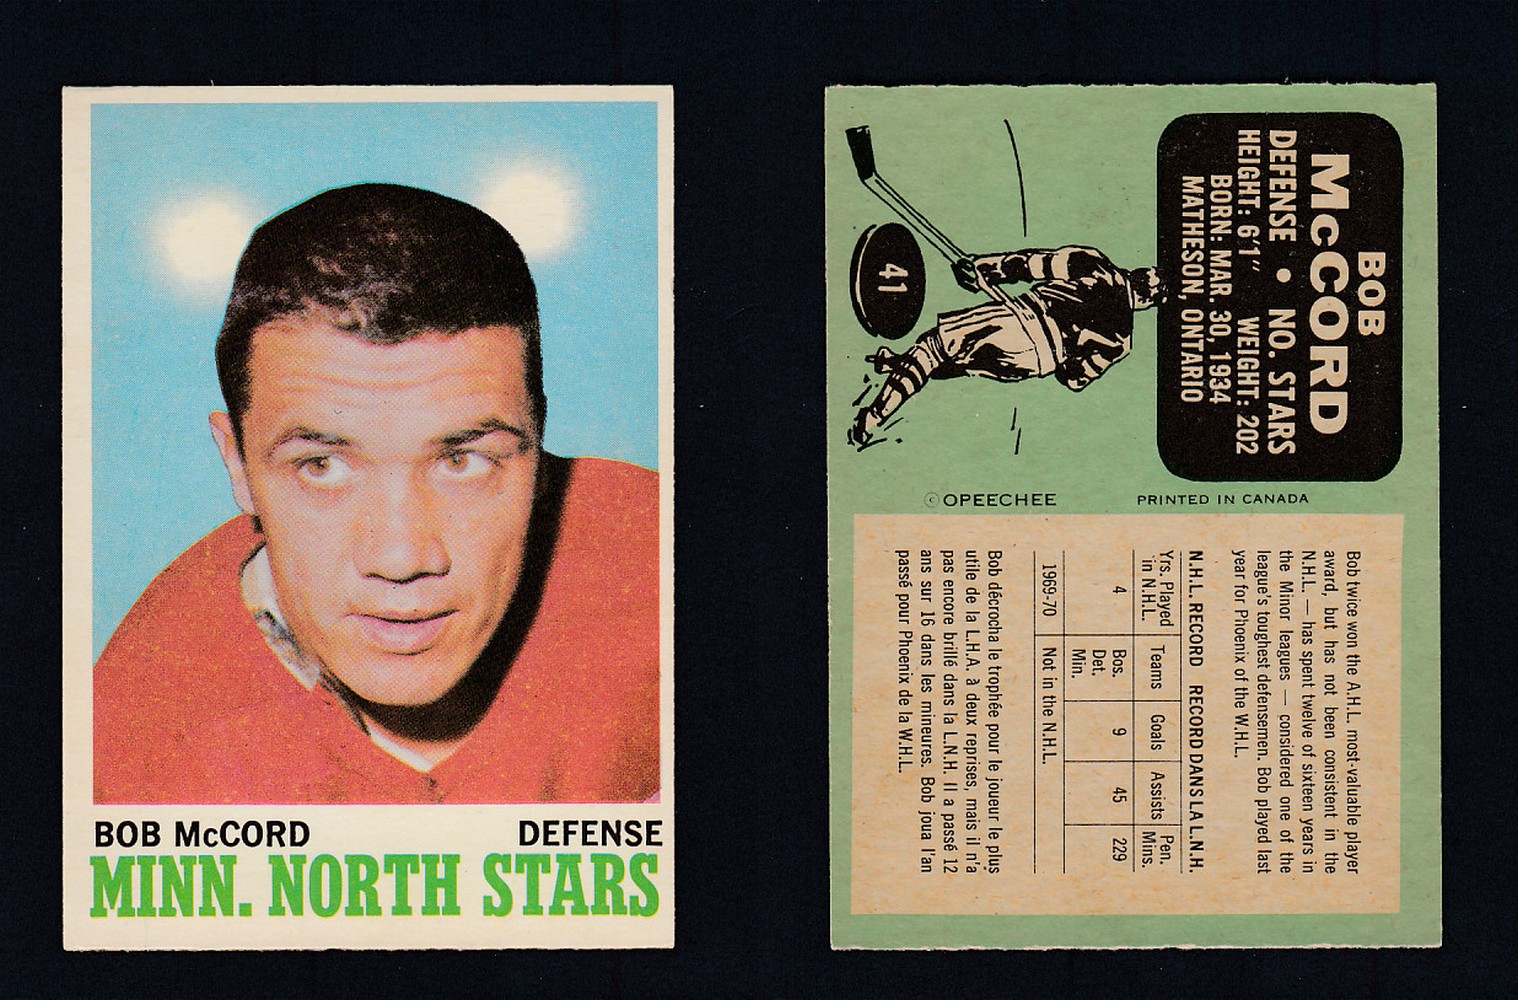 BOB McCORD DEFENSE
MINN. NORTH STARS
BOB
McCORD
DEFENSE • NO. STARS
HEIGHT: 6'1" WEIGHT: 202
BORN: MAR. 30, 1934
MATHESON, ONTARIO
41
© OPEECHEE PRINTED IN CANADA
Bob twice won the A.H.L. most-valuable player
award, but has not been consistent in the
N.H.L. — has spent twelve of sixteen years in
the Minor leagues — considered one of the
league's toughest defensemen. Bob played last
year for Phoenix of the W.H.L.
N.H.L. RECORD RECORD DANS LA L.N.H.
Yrs. Played in N.H.L. Teams Goals Assists Pen. Mins.
4 Bos. Det. Min. 9 45 229
1969-70 Not in the N.H.L.
Bob décrocha le trophée pour le joueur le plus
utile de la L.H.A. à deux reprises, mais il n'a
pas encore brillé dans la L.N.H. Il a passé 12
ans sur 16 dans les mineures. Bob joua l'an
passé pour Phoenix de la W.H.L.